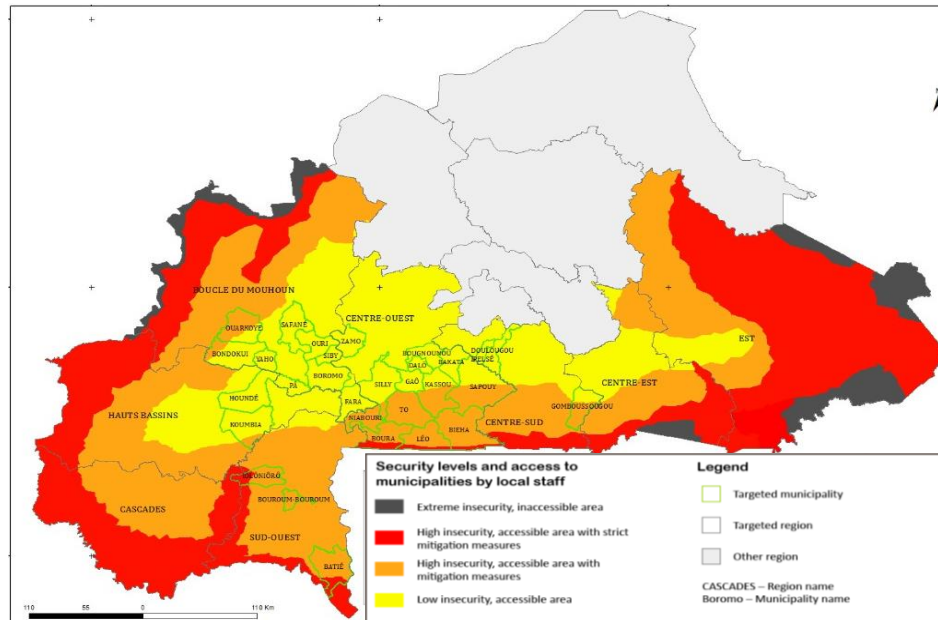 BOUCLE DU MOUHOUN
OUARKOYE
SAFANÉ
CENTRE-OUEST
OURI
ZAMO
SIBY
BONDOKUI
YAHO
BOUGNOUNOU
DOULOUGOU
DALO
BAKATA
IPELSÉ
EST
BOROMO
PÂ
SILLY
GAÔ
KASSOU
SAPOUY
CENTRE-EST
HOUNDÉ
FARA
GOMBOUSSOUGOU
HAUTS BASSINS
KOUMBIA
NIABOURI
TO
CENTRE-SUD
BOURA
LÉO
BIEHA
CASCADES
BOUROUM-BOUROUM
SUD-OUEST
BATIÉ
110 55 0 110 Km
Security levels and access to
municipalities by local staff
Extreme insecurity, inaccessible area
High insecurity, accessible area with strict
mitigation measures
High insecurity, accessible area with
mitigation measures
Low insecurity, accessible area
Legend
Targeted municipality
Targeted region
Other region
CASCADES – Region name
Boromo – Municipality name